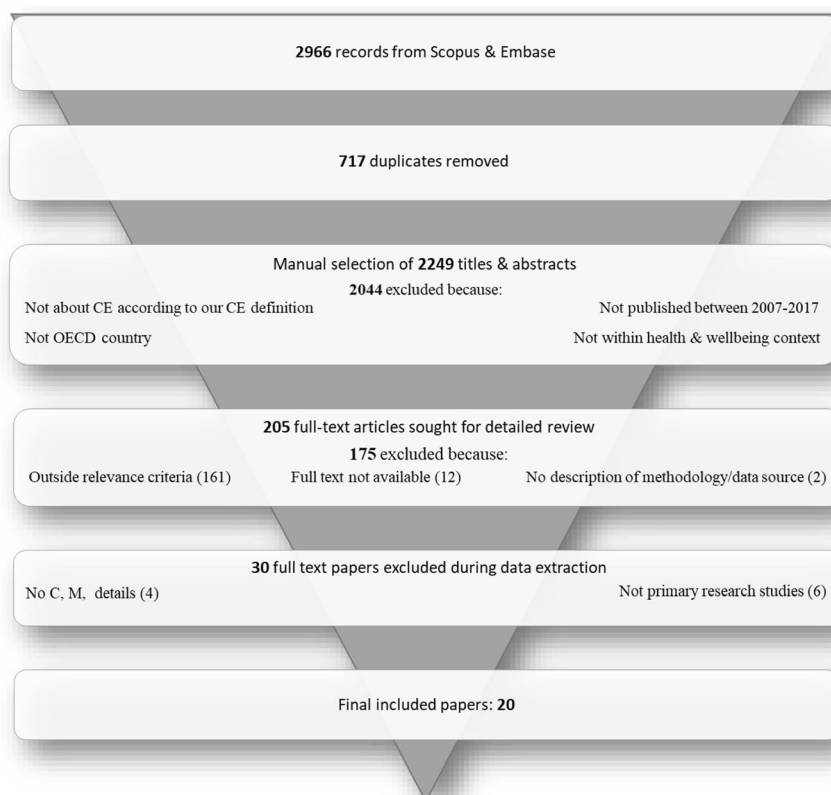 2966 records from Scopus & Embase
717 duplicates removed
Manual selection of 2249 titles & abstracts
2044 excluded because:
Not about CE according to our CE definition
Not published between 2007-2017
Not OECD country
Not within health & wellbeing context
205 full-text articles sought for detailed review
175 excluded because:
Outside relevance criteria (161)
Full text not available (12)
No description of methodology/data source (2)
30 full text papers excluded during data extraction
No C, M, details (4)
Not primary research studies (6)
Final included papers: 20